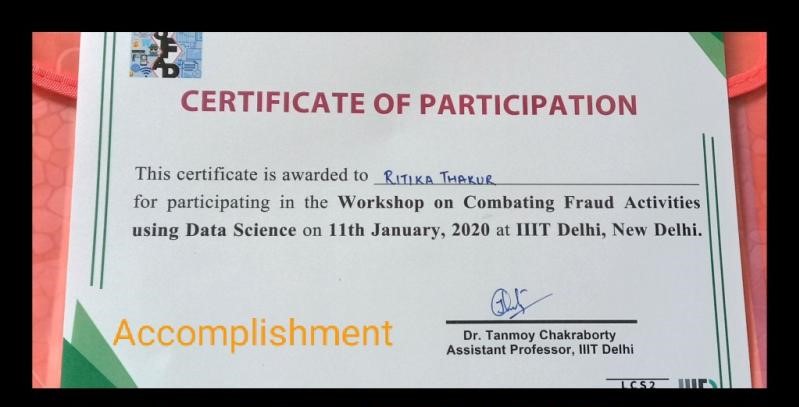 CFAD
CERTIFICATE OF PARTICIPATION
This certificate is awarded to RITIKA THAKUR
for participating in the Workshop on Combating Fraud Activities
using Data Science on 11th January, 2020 at IIIT Delhi, New Delhi.
Accomplishment
Dr. Tanmoy Chakraborty
Assistant Professor, IIIT Delhi
LCS2